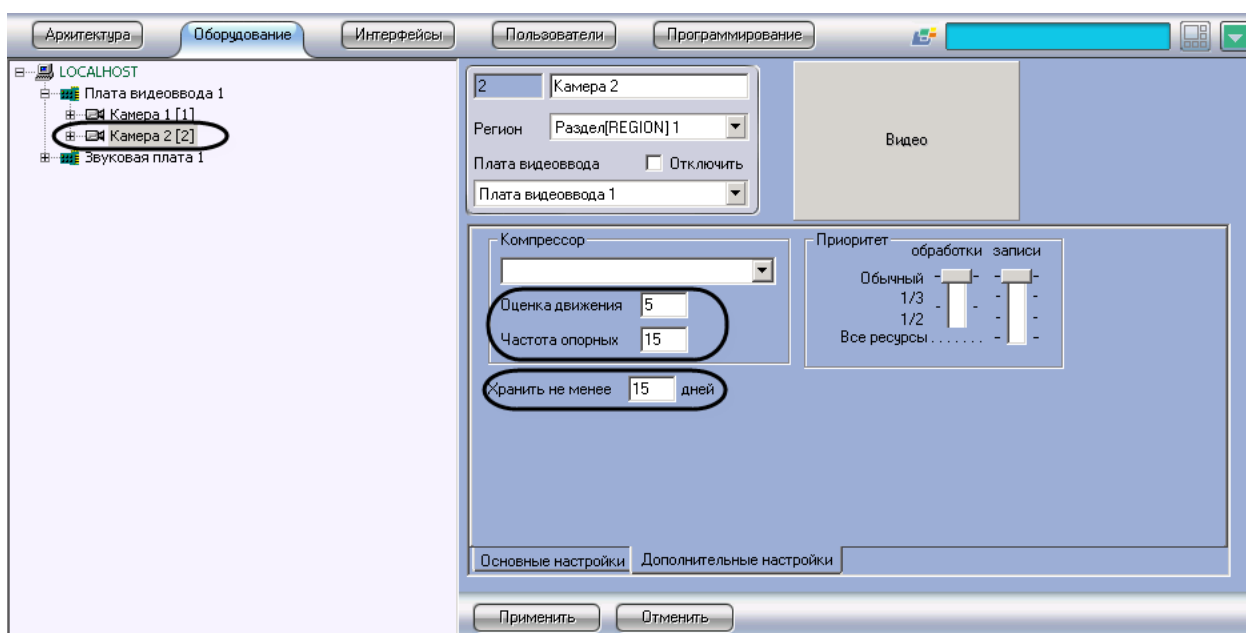 Архитектура Оборудование Интерфейсы Пользователи Программирование
LOCALHOST
Плата видеоввода 1
Камера 1 [1]
Камера 2 [2]
Звуковая плата 1
2 Камера 2
Регион Раздел[REGION] 1
Плата видеоввода Отключить
Плата видеоввода 1
Видео
Компрессор
Оценка движения 5
Частота опорных 15
Хранить не менее 15 дней
Приоритет
обработки записи
Обычный
1/3
1/2
Все ресурсы . . . . . . .
Основные настройки Дополнительные настройки
Применить Отменить